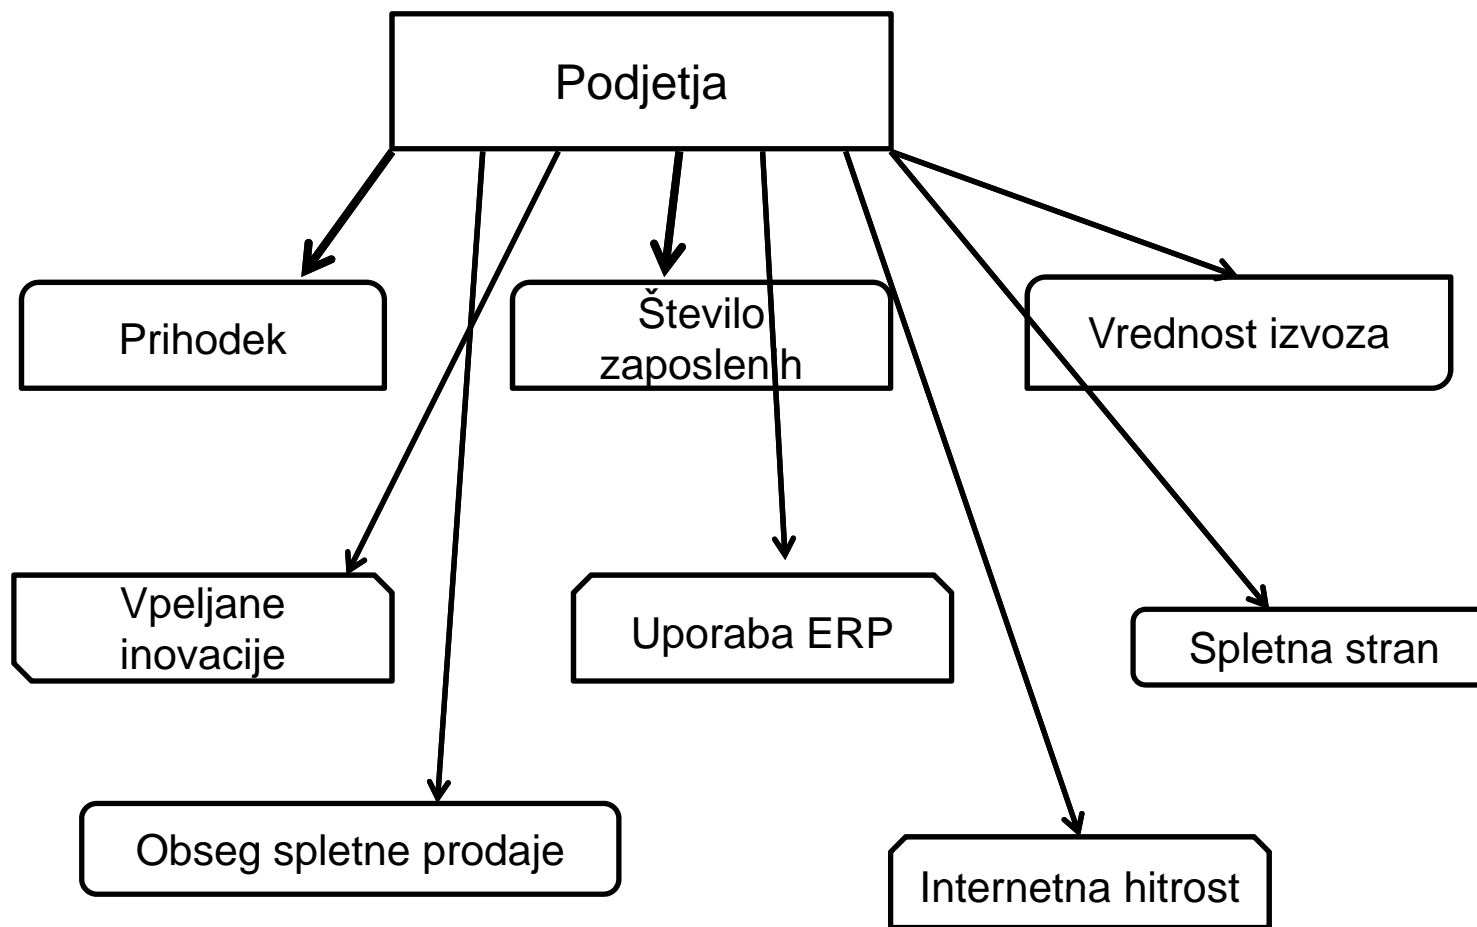 Podjetja
Prihodek
Število
zaposlenih
Vrednost izvoza
Vpeljane
inovacije
Uporaba ERP
Spletna stran
Obseg spletne prodaje
Internetna hitrost